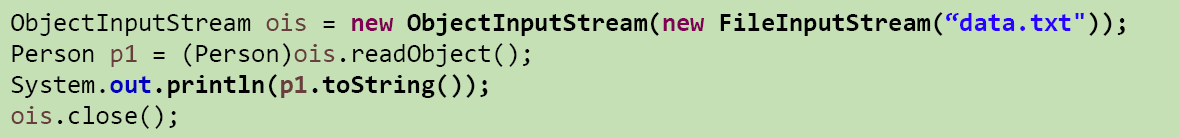 ObjectInputStream ois = new ObjectInputStream(new FileInputStream(“data.txt"));
Person p1 = (Person)ois.readObject();
System.out.println(p1.toString());
ois.close();